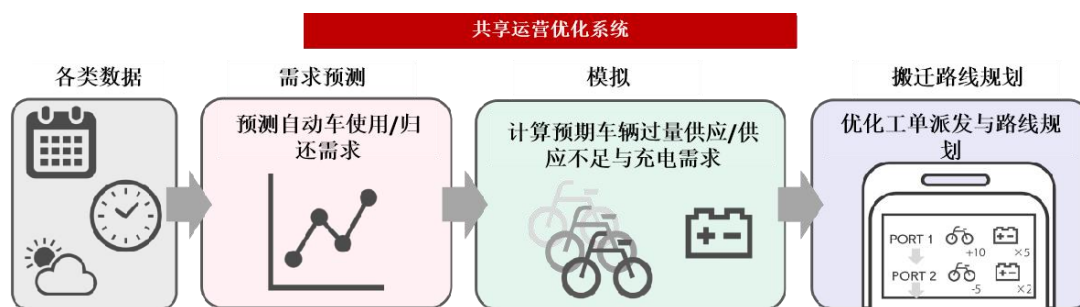 共享运营优化系统
各类数据
需求预测
模拟
搬迁路线规划
预测自动车使用/归
还需求
计算预期车辆过量供应/供
应不足与充电需求
优化工单派发与路线规
划
PORT 1
+10
×5
PORT 2
-5
×2